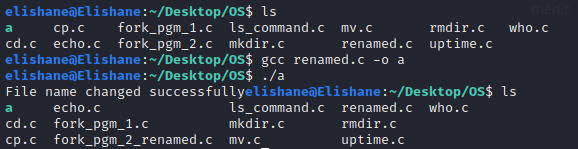 elishane@Elishane:~/Desktop/OS$ ls
a cp.c fork_pgm_1.c ls_command.c mv.c rmdir.c who.c
cd.c echo.c fork_pgm_2.c mkdir.c renamed.c uptime.c
elishane@Elishane:~/Desktop/OS$ gcc renamed.c -o a
elishane@Elishane:~/Desktop/OS$ ./a
File name changed successfullyelishane@Elishane:~/Desktop/OS$ ls
a echo.c ls_command.c renamed.c who.c
cd.c fork_pgm_1.c mkdir.c rmdir.c
cp.c fork_pgm_2_renamed.c mv.c uptime.c